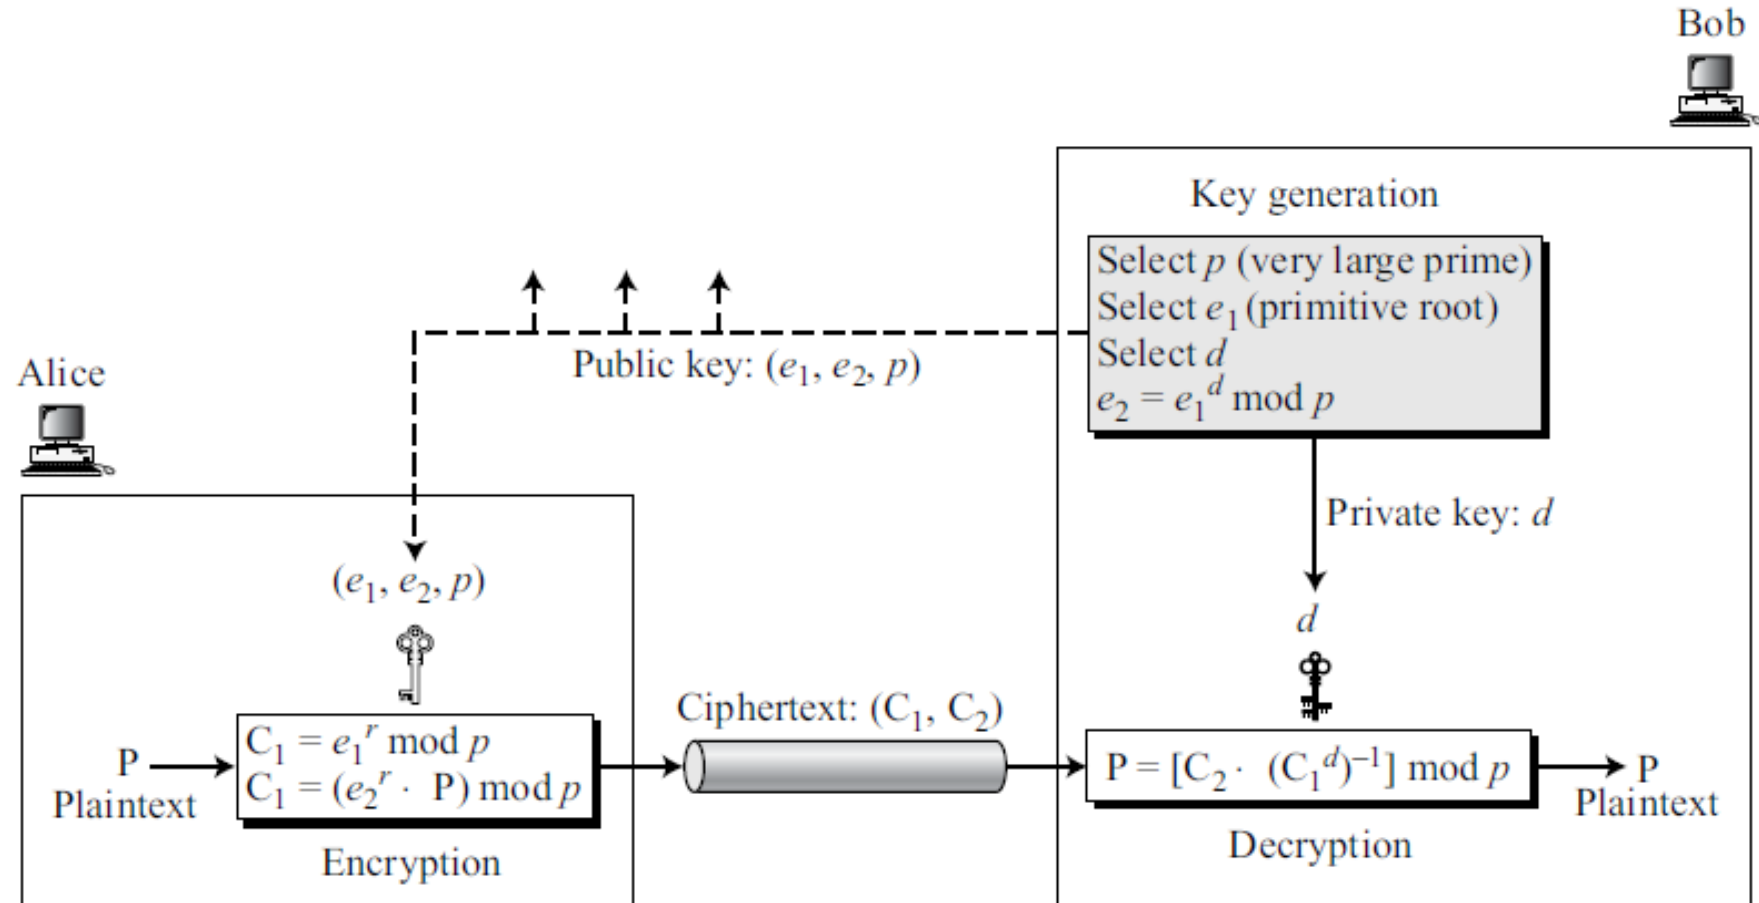 Bob
Key generation
Select p (very large prime)
Select e₁ (primitive root)
Select d
e₂ = e₁ᵈ mod p
Public key: (e₁, e₂, p)
Alice
Private key: d
(e₁, e₂, p)
d
Ciphertext: (C₁, C₂)
P
Plaintext
C₁ = e₁ʳ mod p
C₁ = (e₂ʳ · P) mod p
Encryption
P = [C₂ · (C₁ᵈ)⁻¹] mod p
Decryption
P
Plaintext